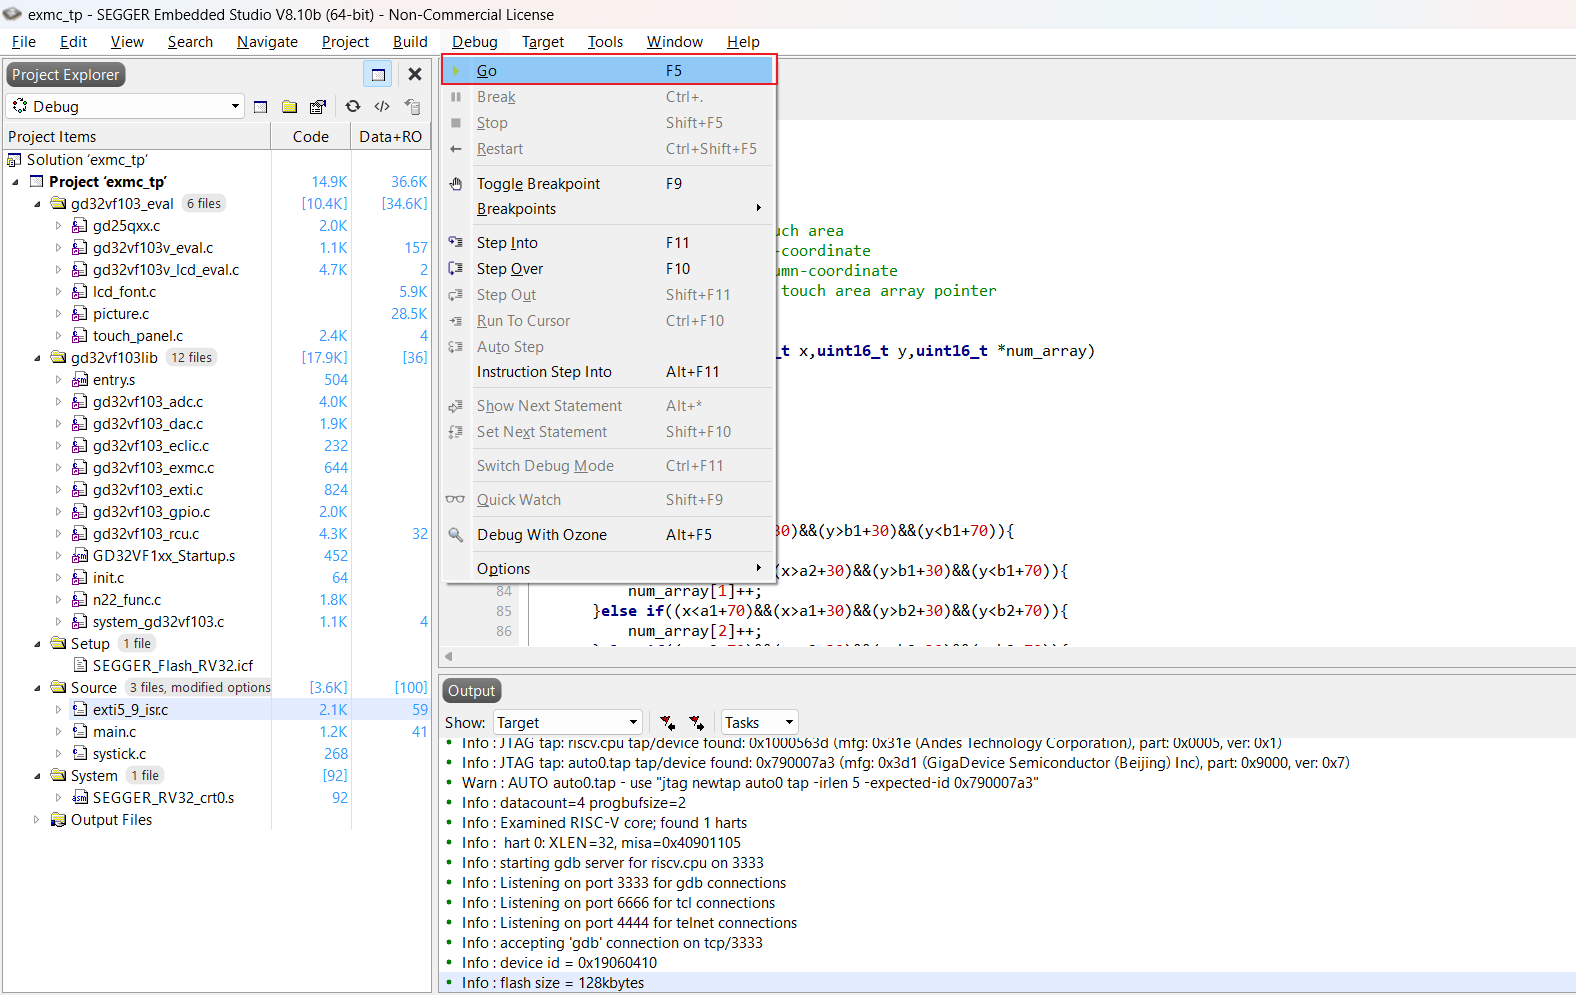 exmc_tp - SEGGER Embedded Studio V8.10b (64-bit) - Non-Commercial License
File Edit View Search Navigate Project Build Debug Target Tools Window Help
Project Explorer
Debug
Project Items Code Data+RO
Solution ‘exmc_tp’
Project ‘exmc_tp’ 14.9K 36.6K
gd32vf103_eval 6 files [10.4K] [34.6K]
gd25qxx.c 2.0K
gd32vf103v_eval.c 1.1K 157
gd32vf103v_lcd_eval.c 4.7K 2
lcd_font.c 5.9K
picture.c 28.5K
touch_panel.c 2.4K 4
gd32vf103lib 12 files [17.9K] [36]
entry.s 504
gd32vf103_adc.c 4.0K
gd32vf103_dac.c 1.9K
gd32vf103_eclic.c 232
gd32vf103_exmc.c 644
gd32vf103_exti.c 824
gd32vf103_gpio.c 2.0K
gd32vf103_rcu.c 4.3K 32
GD32VF1xx_Startup.s 452
init.c 64
n22_func.c 1.8K
system_gd32vf103.c 1.1K 4
Setup 1 file
SEGGER_Flash_RV32.icf
Source 3 files, modified options [3.6K] [100]
exti5_9_isr.c 2.1K 59
main.c 1.2K 41
systick.c 268
System 1 file [92]
SEGGER_RV32_crt0.s 92
Output Files
Go F5
Break Ctrl+.
Stop Shift+F5
Restart Ctrl+Shift+F5
Toggle Breakpoint F9
Breakpoints
Step Into F11
Step Over F10
Step Out Shift+F11
Run To Cursor Ctrl+F10
Auto Step
Instruction Step Into Alt+F11
Show Next Statement Alt+*
Set Next Statement Shift+F10
Switch Debug Mode Ctrl+F11
Quick Watch Shift+F9
Debug With Ozone Alt+F5
Options
uch area
-coordinate
umn-coordinate
touch area array pointer
_t x,uint16_t y,uint16_t *num_array)
30)&&(y>b1+30)&&(y<b1+70)){
(x>a2+30)&&(y>b1+30)&&(y<b1+70)){
84 num_array[1]++;
85 }else if((x<a1+70)&&(x>a1+30)&&(y>b2+30)&&(y<b2+70)){
86 num_array[2]++;
Output
Show: Target Tasks
Info : JTAG tap: riscv.cpu tap/device found: 0x1000563d (mfg: 0x31e (Andes Technology Corporation), part: 0x0005, ver: 0x1)
Info : JTAG tap: auto0.tap tap/device found: 0x790007a3 (mfg: 0x3d1 (GigaDevice Semiconductor (Beijing) Inc), part: 0x9000, ver: 0x7)
Warn : AUTO auto0.tap - use "jtag newtap auto0 tap -irlen 5 -expected-id 0x790007a3"
Info : datacount=4 progbufsize=2
Info : Examined RISC-V core; found 1 harts
Info : hart 0: XLEN=32, misa=0x40901105
Info : starting gdb server for riscv.cpu on 3333
Info : Listening on port 3333 for gdb connections
Info : Listening on port 6666 for tcl connections
Info : Listening on port 4444 for telnet connections
Info : accepting 'gdb' connection on tcp/3333
Info : device id = 0x19060410
Info : flash size = 128kbytes